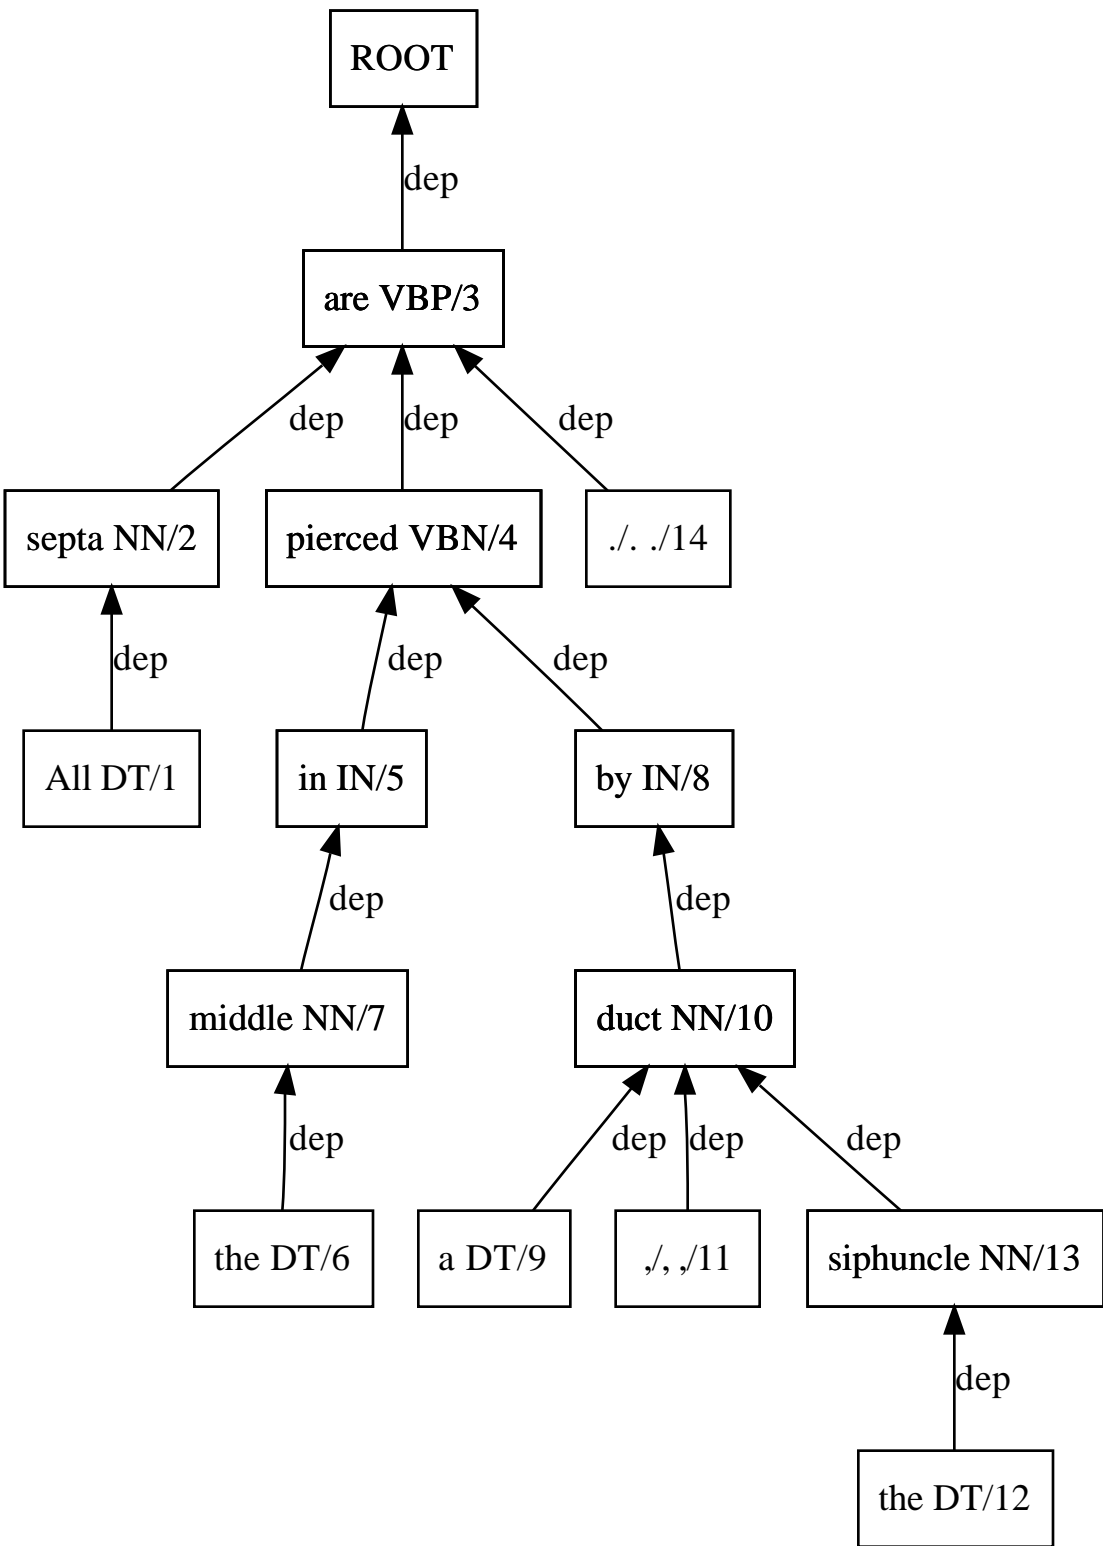 ROOT
dep
are VBP/3
dep dep dep
septa NN/2 pierced VBN/4 ./. ./14
dep dep dep
All DT/1 in IN/5 by IN/8
dep dep
middle NN/7 duct NN/10
dep dep dep dep
the DT/6 a DT/9 ,/, ,/11 siphuncle NN/13
dep
the DT/12